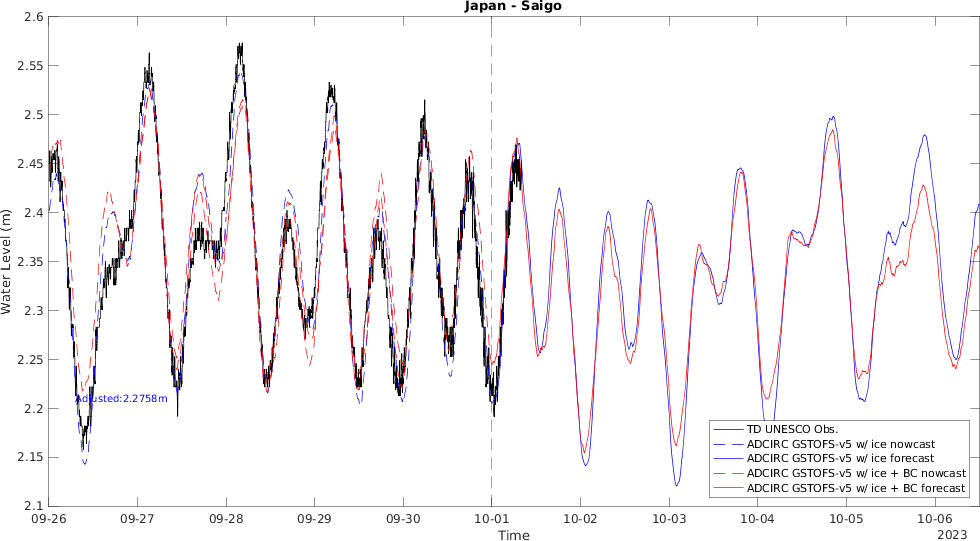 Japan - Saigo
2.6
2.55
2.5
2.45
2.4
2.35
2.3
2.25
2.2
2.15
2.1
Water Level (m)
Adjusted:2.2758m
TD UNESCO Obs.
ADCIRC GSTOFS-v5 w/ ice nowcast
ADCIRC GSTOFS-v5 w/ ice forecast
ADCIRC GSTOFS-v5 w/ ice + BC nowcast
ADCIRC GSTOFS-v5 w/ ice + BC forecast
09-26 09-27 09-28 09-29 09-30 10-01 10-02 10-03 10-04 10-05 10-06
Time
2023